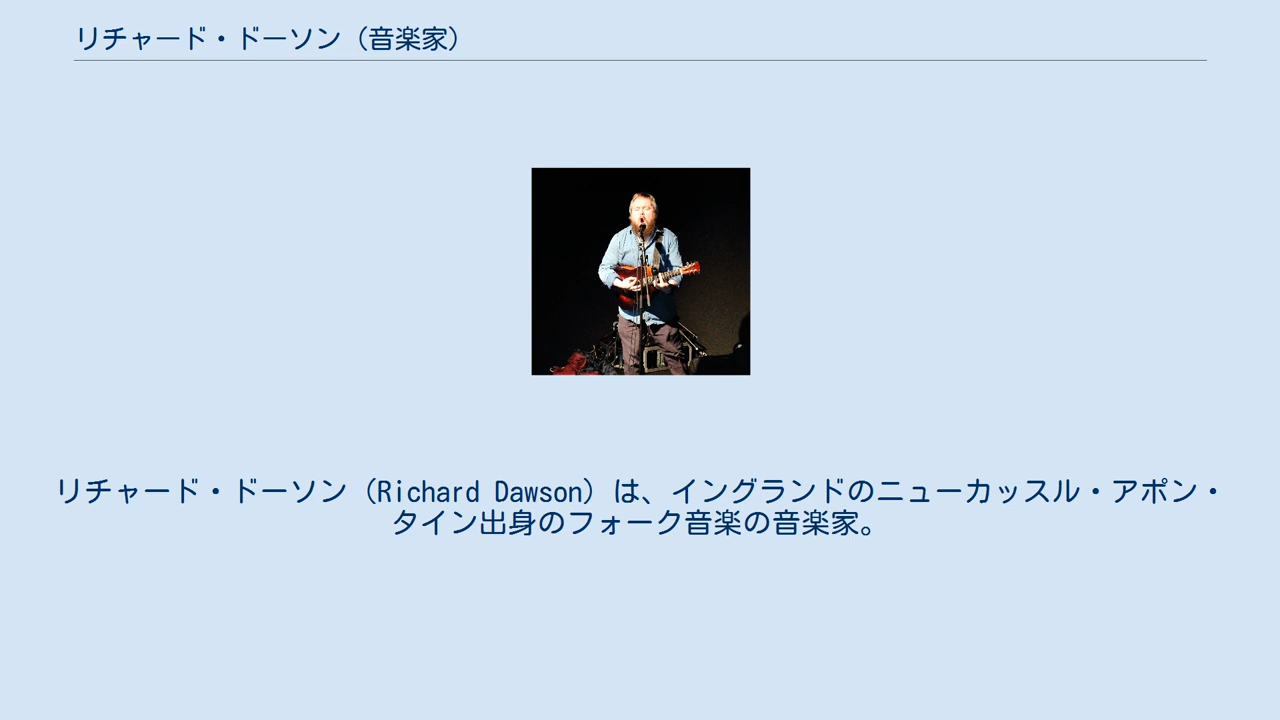 リチャード・ドーソン（音楽家）
リチャード・ドーソン（Richard Dawson）は、イングランドのニューカッスル・アポン・
タイン出身のフォーク音楽の音楽家。